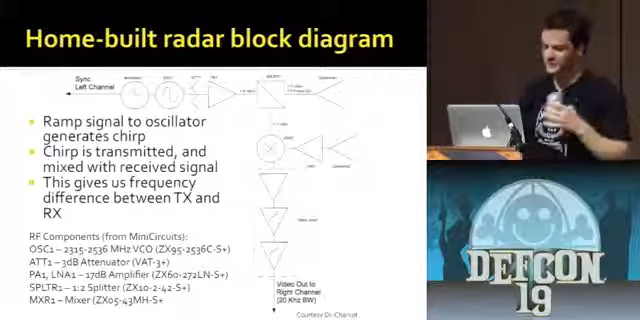 Home-built radar block diagram
Sync
Left Channel
OSC1
ATT1
PA1
SPLTR1
Ramp signal to oscillator
generates chirp
Chirp is transmitted, and
mixed with received signal
This gives us frequency
difference between TX and
RX
RF Components (from MiniCircuits):
OSC1 – 2315-2536 MHz VCO (ZX95-2536C-S+)
ATT1 – 3dB Attenuator (VAT-3+)
PA1, LNA1 – 17dB Amplifier (ZX60-272LN-S+)
SPLTR1 – 1:2 Splitter (ZX10-2-42-S+)
MXR1 – Mixer (ZX05-43MH-S+
Video Out to
Right Channel
(20 Khz BW)
Courtesy Dr. Charvat
DEFCON
19